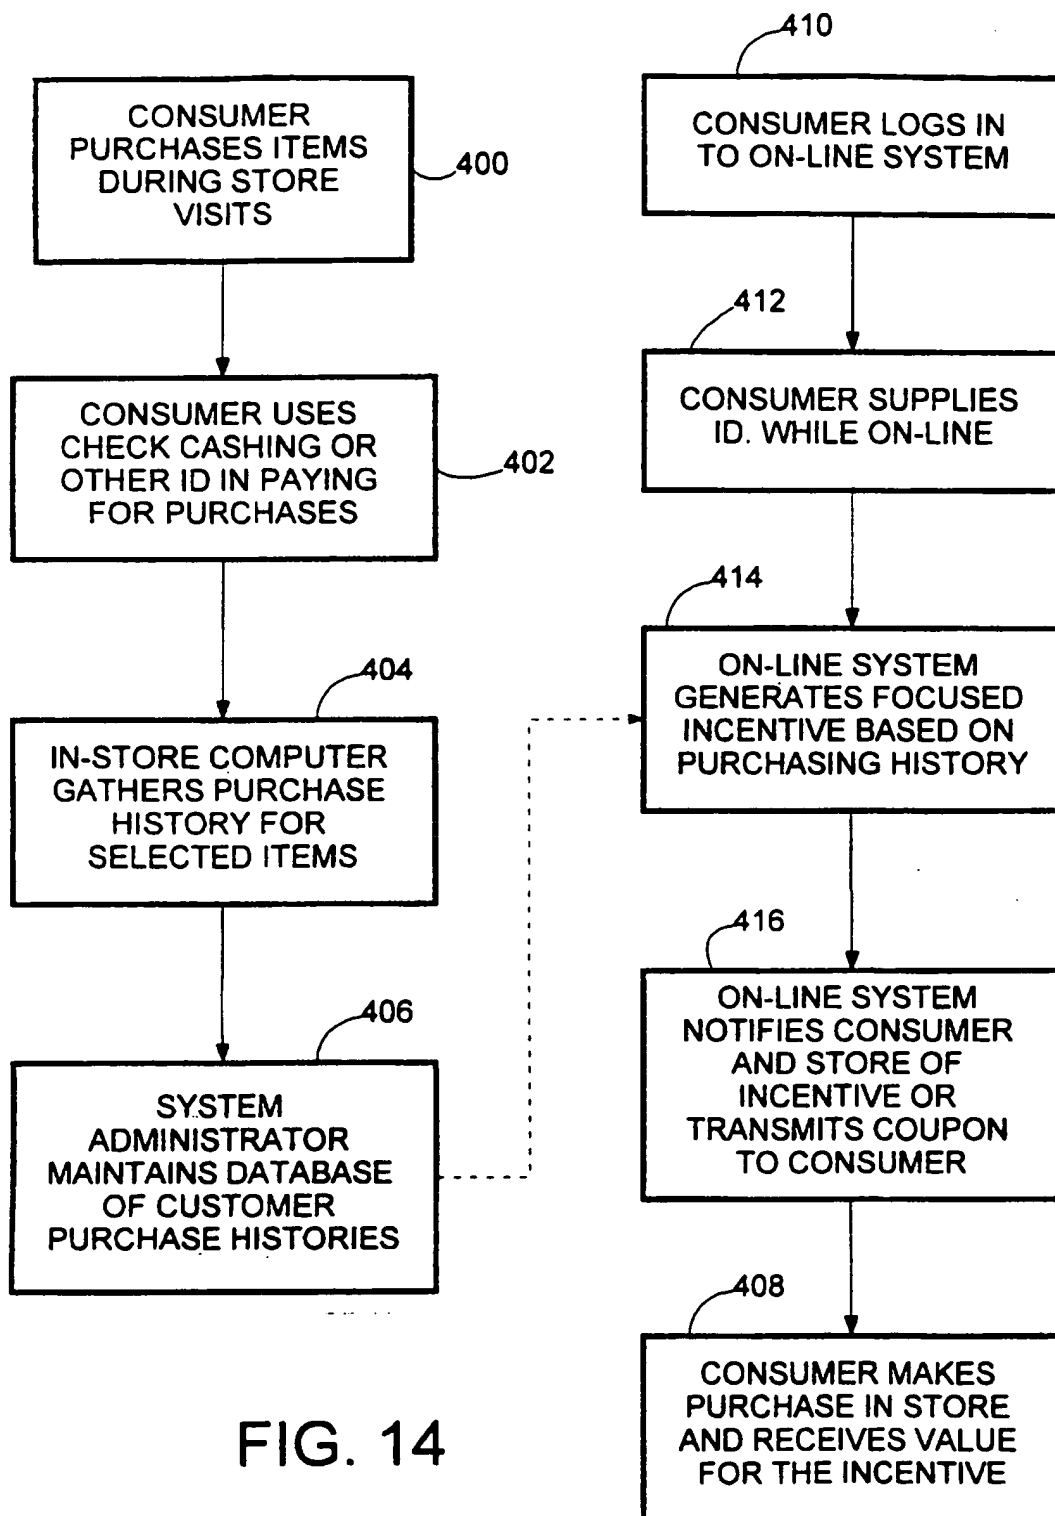 CONSUMER
PURCHASES ITEMS
DURING STORE
VISITS
400
CONSUMER USES
CHECK CASHING OR
OTHER ID IN PAYING
FOR PURCHASES
402
404
IN-STORE COMPUTER
GATHERS PURCHASE
HISTORY FOR
SELECTED ITEMS
406
SYSTEM
ADMINISTRATOR
MAINTAINS DATABASE
OF CUSTOMER
PURCHASE HISTORIES
410
CONSUMER LOGS IN
TO ON-LINE SYSTEM
412
CONSUMER SUPPLIES
ID. WHILE ON-LINE
414
ON-LINE SYSTEM
GENERATES FOCUSED
INCENTIVE BASED ON
PURCHASING HISTORY
416
ON-LINE SYSTEM
NOTIFIES CONSUMER
AND STORE OF
INCENTIVE OR
TRANSMITS COUPON
TO CONSUMER
408
CONSUMER MAKES
PURCHASE IN STORE
AND RECEIVES VALUE
FOR THE INCENTIVE
FIG. 14